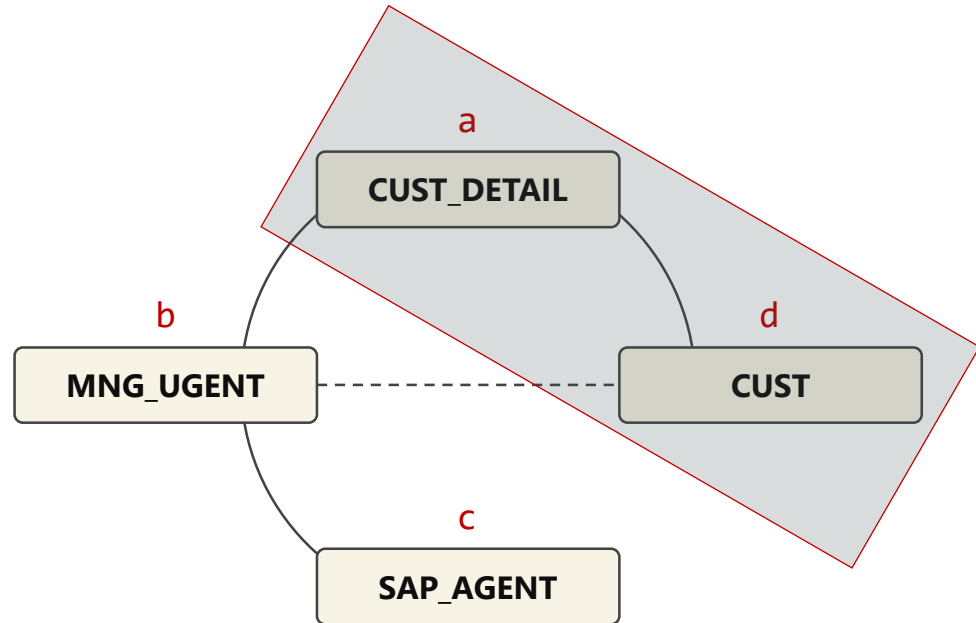 a
CUST_DETAIL
b
d
MNG_UGENT
CUST
c
SAP_AGENT